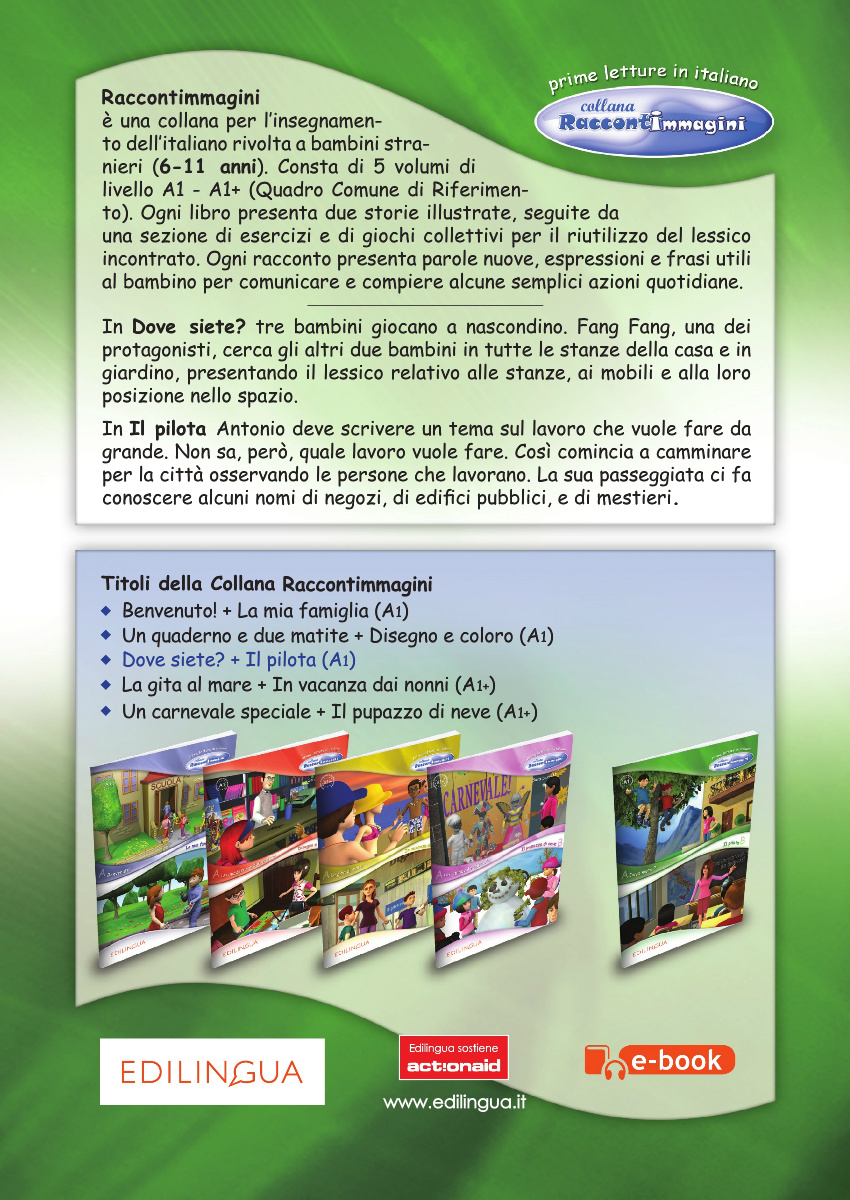 prime letture in italiano
collana
Raccontimmagini
Raccontimmagini
è una collana per l'insegnamen-
to dell'italiano rivolta a bambini stra-
nieri (6-11 anni). Consta di 5 volumi di
livello A1 - A1+ (Quadro Comune di Riferimen-
to). Ogni libro presenta due storie illustrate, seguite da
una sezione di esercizi e di giochi collettivi per il riutilizzo del lessico
incontrato. Ogni racconto presenta parole nuove, espressioni e frasi utili
al bambino per comunicare e compiere alcune semplici azioni quotidiane.
In Dove siete? tre bambini giocano a nascondino. Fang Fang, una dei
protagonisti, cerca gli altri due bambini in tutte le stanze della casa e in
giardino, presentando il lessico relativo alle stanze, ai mobili e alla loro
posizione nello spazio.
In Il pilota Antonio deve scrivere un tema sul lavoro che vuole fare da
grande. Non sa, però, quale lavoro vuole fare. Così comincia a camminare
per la città osservando le persone che lavorano. La sua passeggiata ci fa
conoscere alcuni nomi di negozi, di edifici pubblici, e di mestieri.
Titoli della Collana Raccontimmagini
Benvenuto! + La mia famiglia (A1)
Un quaderno e due matite + Disegno e coloro (A1)
Dove siete? + Il pilota (A1)
La gita al mare + In vacanza dai nonni (A1+)
Un carnevale speciale + Il pupazzo di neve (A1+)
SCUOLA
CARNEVALE!
Il pupazzo di neve B
Il pilota B
EDILINGUA
EDILINGUA
EDILINGUA
EDILINGUA
EDILINGUA
EDILINGUA
Edilingua sostiene
act!onaid
www.edilingua.it
e-book